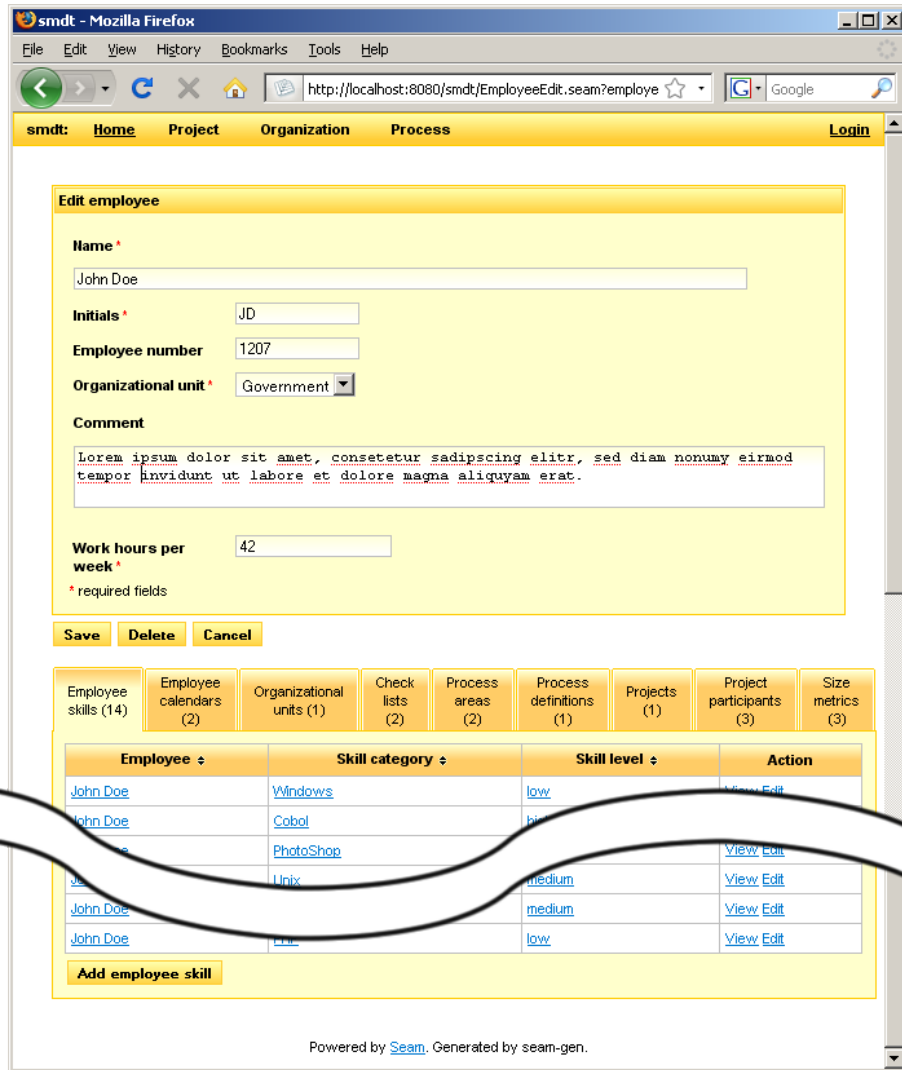 smdt - Mozilla Firefox
File Edit View History Bookmarks Tools Help
http://localhost:8080/smdt/EmployeeEdit.seam?employe G Google
smdt: Home Project Organization Process Login
Edit employee
Name *
John Doe
Initials * JD
Employee number 1207
Organizational unit * Government
Comment
Lorem ipsum dolor sit amet, consetetur sadipscing elitr, sed diam nonumy eirmod
tempor invidunt ut labore et dolore magna aliquyam erat.
Work hours per 42
week *
* required fields
Save Delete Cancel
Employee skills (14) Employee calendars (2) Organizational units (1) Check lists (2) Process areas (2) Process definitions (1) Projects (1) Project participants (3) Size metrics (3)
Employee Skill category Skill level Action
John Doe Windows low View Edit
John Doe Cobol
PhotoShop View Edit
Unix medium View Edit
John Doe medium View Edit
John Doe low View Edit
Add employee skill
Powered by Seam. Generated by seam-gen.